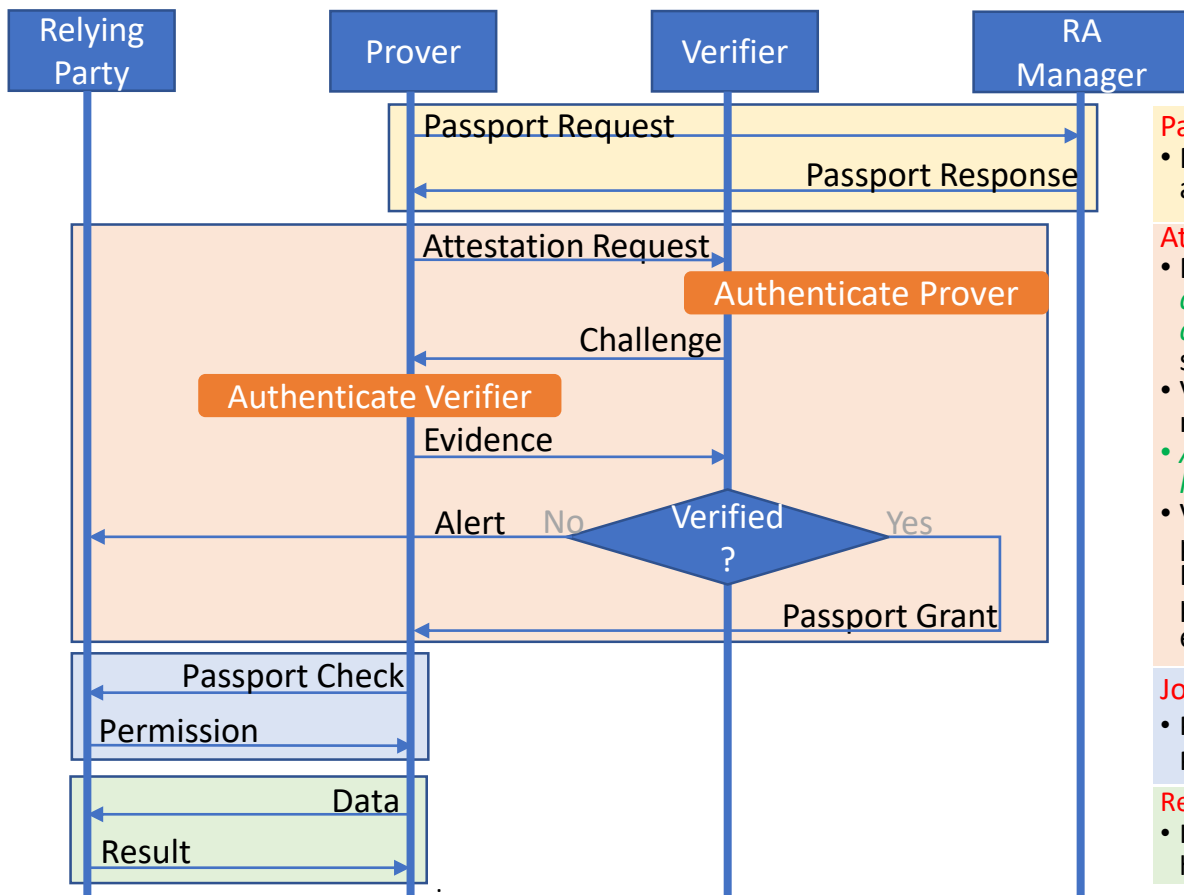 Relying
Party
Prover
Verifier
RA
Manager
Passport Request
Passport Response
Attestation Request
Authenticate Prover
Challenge
Authenticate Verifier
Evidence
Alert
No
Verified
?
Yes
Passport Grant
Passport Check
Permission
Data
Result
Pa
•
a
At
•
s
• V
r
•
• V
e
Jo
•
Re
•